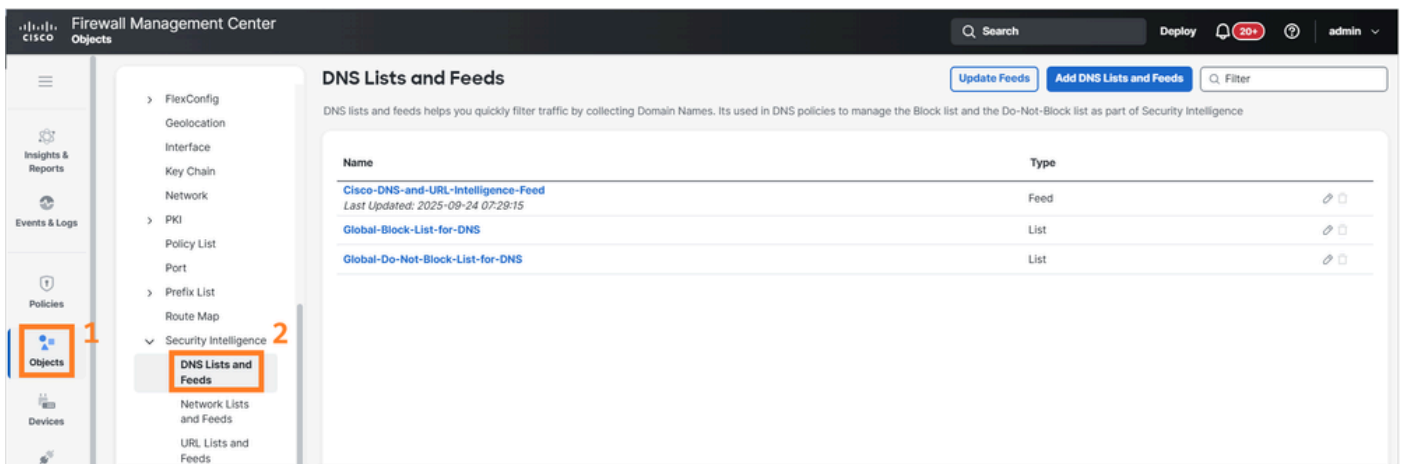 CISCO
Firewall Management Center
Objects
Search
Deploy
20+
admin
Insights &
Reports
Events & Logs
Policies
Objects
1
Devices
FlexConfig
Geolocation
Interface
Key Chain
Network
PKI
Policy List
Port
Prefix List
Route Map
Security Intelligence
2
DNS Lists and
Feeds
Network Lists
and Feeds
URL Lists and
Feeds
DNS Lists and Feeds
Update Feeds
Add DNS Lists and Feeds
Filter
DNS lists and feeds helps you quickly filter traffic by collecting Domain Names. Its used in DNS policies to manage the Block list and the Do-Not-Block list as part of Security Intelligence
Name Type
Cisco-DNS-and-URL-Intelligence-Feed Feed
Last Updated: 2025-09-24 07:29:15
Global-Block-List-for-DNS List
Global-Do-Not-Block-List-for-DNS List